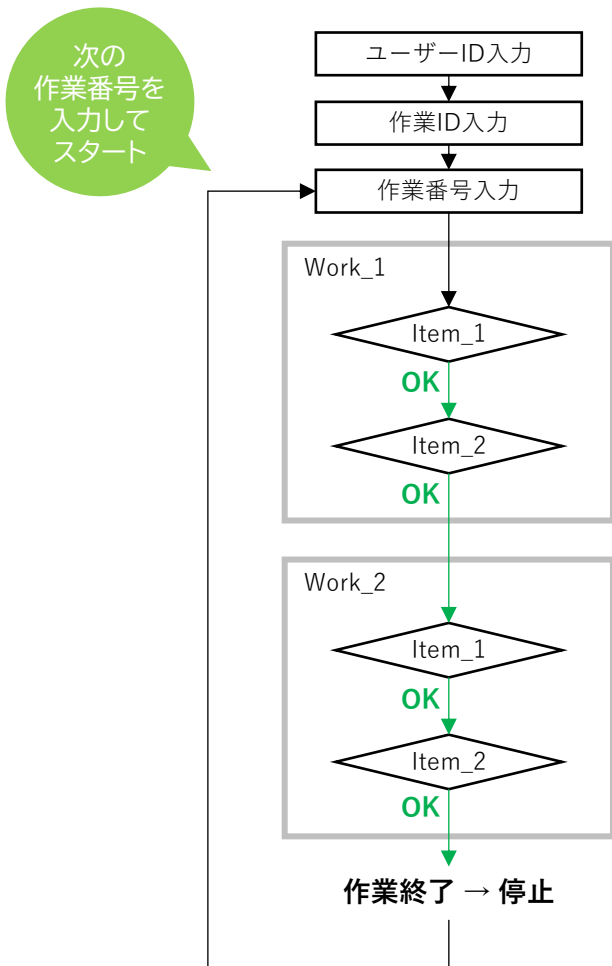 次の
作業番号を
入力して
スタート
ユーザーID入力
作業ID入力
作業番号入力
Work_1
Item_1
OK
Item_2
OK
Work_2
Item_1
OK
Item_2
OK
作業終了 → 停止